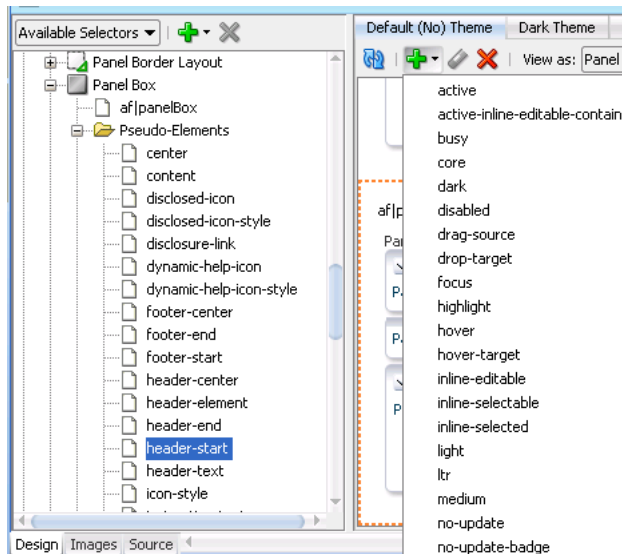 Available Selectors
Panel Border Layout
Panel Box
af|panelBox
Pseudo-Elements
center
content
disclosed-icon
disclosed-icon-style
disclosure-link
dynamic-help-icon
dynamic-help-icon-style
footer-center
footer-end
footer-start
header-center
header-element
header-end
header-start
header-text
icon-style
Design Images Source
Default (No) Theme Dark Theme
View as: Panel
af|p
Pa
P
P
P
active
active-inline-editable-contain
busy
core
dark
disabled
drag-source
drop-target
focus
highlight
hover
hover-target
inline-editable
inline-selectable
inline-selected
light
ltr
medium
no-update
no-update-badge